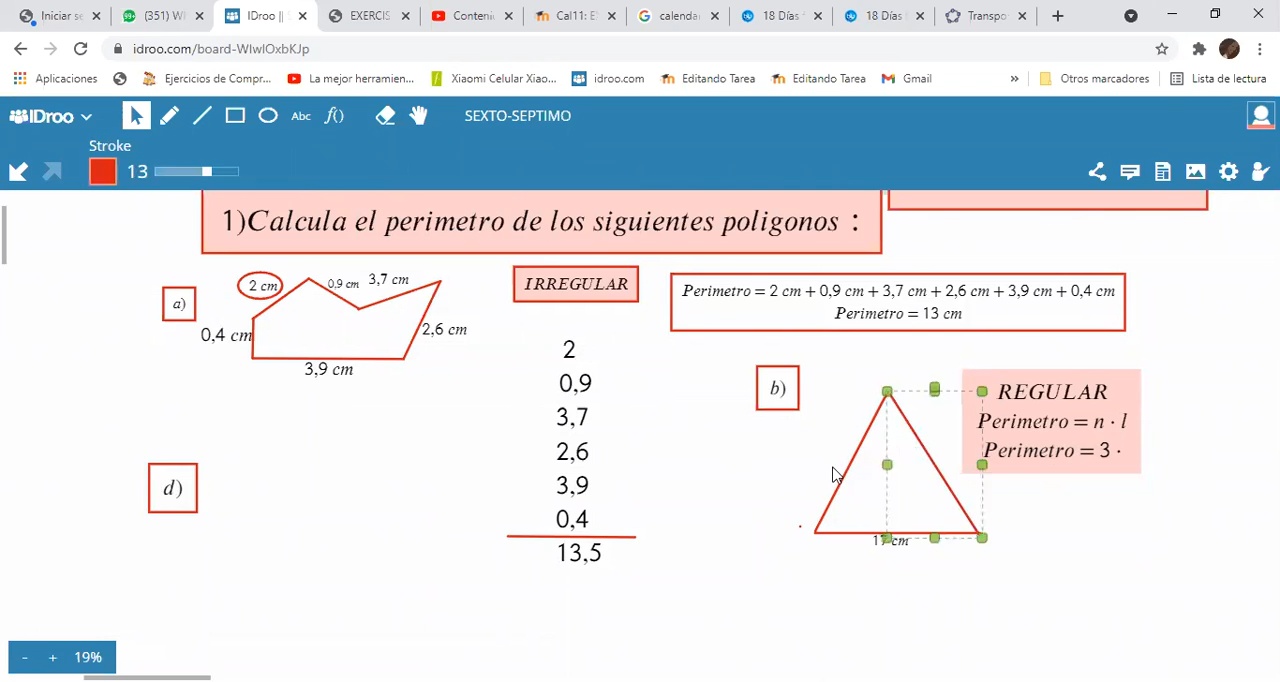 Iniciar se
(351) Wh
IDroo ||
EXERCIS
Conteni
Cal11: E
calenda
18 Días
18 Días
Transpo
idroo.com/board-WIwIOxbKJp
Aplicaciones
Ejercicios de Compr...
La mejor herramien...
Xiaomi Celular Xiao...
idroo.com
Editando Tarea
Editando Tarea
Gmail
»
Otros marcadores
Lista de lectura
IDroo
Abc
f()
SEXTO-SEPTIMO
Stroke
13
1)Calcula el perimetro de los siguientes poligonos :
a)
2 cm
0,9 cm
3,7 cm
0,4 cm
2,6 cm
3,9 cm
IRREGULAR
Perimetro = 2 cm + 0,9 cm + 3,7 cm + 2,6 cm + 3,9 cm + 0,4 cm
Perimetro = 13 cm
2
0,9
3,7
2,6
3,9
0,4
13,5
b)
REGULAR
Perimetro = n · l
Perimetro = 3 ·
17 cm
d)
- + 19%